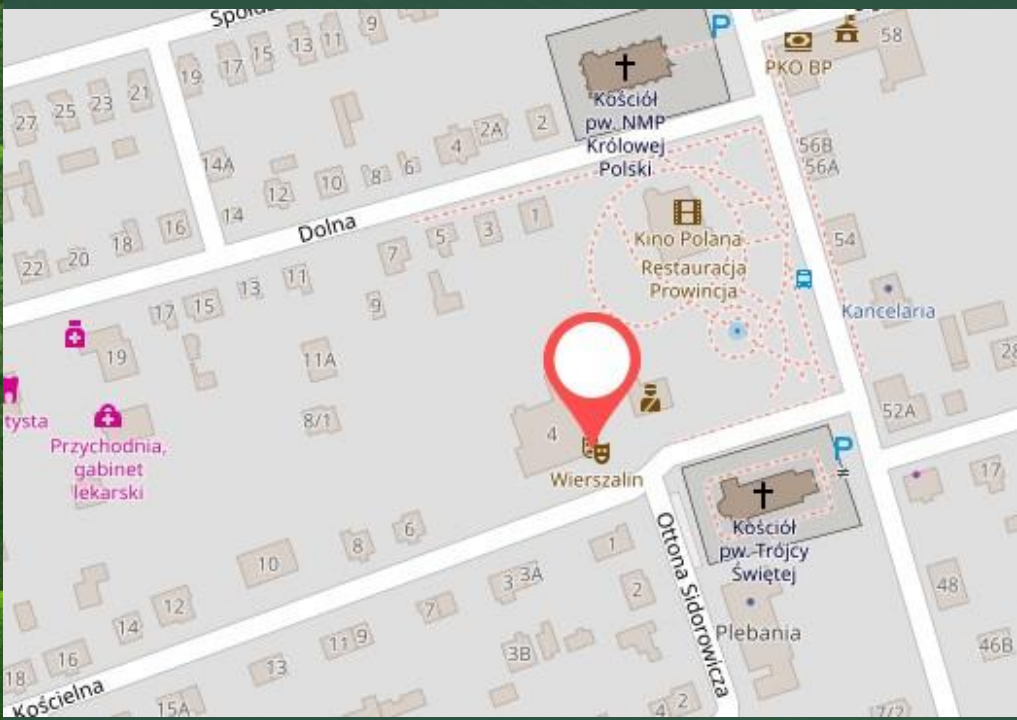 9
13
11
15
17
19
21
23
25
27
P
58
PKO BP
Kościół
pw. NMP
Królowej
Polski
2
2A
4
6
8
10
12
14A
14
16
18
20
22
56B
56A
Dolna
1
3
5
7
9
11
13
15
17
19
11A
8/1
Kino Polana
Restauracja
Prowincja
54
Kancelaria
28
52A
17
Przychodnia,
gabinet
lekarski
4
Wierszalin
P
Kościół
pw. Trójcy
Świętej
Ottona Sidorowicza
Plebania
48
46B
7/2
6
8
10
12
14
16
18
Kościelna
1
2
3
3A
7
9
11
13
15A
3B
4
2